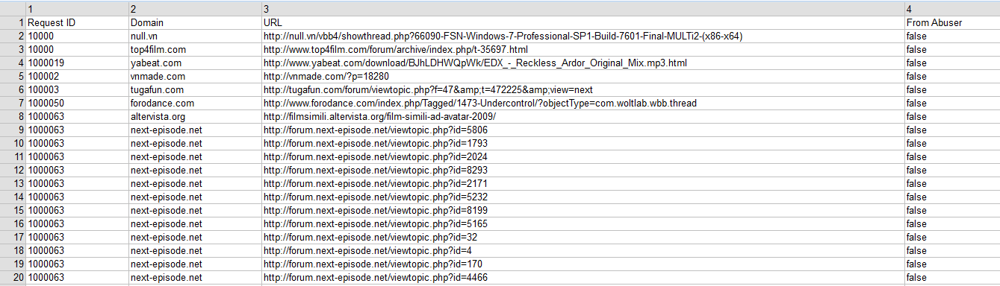 1 2 3 4
1 Request ID Domain URL From Abuser
2 10000 null.vn http://null.vn/vbb4/showthread.php?66090-FSN-Windows-7-Professional-SP1-Build-7601-Final-MULTi2-(x86-x64) false
3 10000 top4film.com http://www.top4film.com/forum/archive/index.php/t-35697.html false
4 1000019 yabeat.com http://www.yabeat.com/download/BJhLDHWQpWk/EDX_-_Reckless_Ardor_Original_Mix.mp3.html false
5 100002 vnmade.com http://vnmade.com/?p=18280 false
6 100003 tugafun.com http://tugafun.com/forum/viewtopic.php?f=47&amp;t=472225&amp;view=next false
7 1000050 forodance.com http://www.forodance.com/index.php/Tagged/1473-Undercontrol/?objectType=com.woltlab.wbb.thread false
8 1000063 altervista.org http://filmsimili.altervista.org/film-simili-ad-avatar-2009/ false
9 1000063 next-episode.net http://forum.next-episode.net/viewtopic.php?id=5806 false
10 1000063 next-episode.net http://forum.next-episode.net/viewtopic.php?id=1793 false
11 1000063 next-episode.net http://forum.next-episode.net/viewtopic.php?id=2024 false
12 1000063 next-episode.net http://forum.next-episode.net/viewtopic.php?id=8293 false
13 1000063 next-episode.net http://forum.next-episode.net/viewtopic.php?id=2171 false
14 1000063 next-episode.net http://forum.next-episode.net/viewtopic.php?id=5232 false
15 1000063 next-episode.net http://forum.next-episode.net/viewtopic.php?id=8199 false
16 1000063 next-episode.net http://forum.next-episode.net/viewtopic.php?id=5165 false
17 1000063 next-episode.net http://forum.next-episode.net/viewtopic.php?id=32 false
18 1000063 next-episode.net http://forum.next-episode.net/viewtopic.php?id=4 false
19 1000063 next-episode.net http://forum.next-episode.net/viewtopic.php?id=170 false
20 1000063 next-episode.net http://forum.next-episode.net/viewtopic.php?id=4466 false